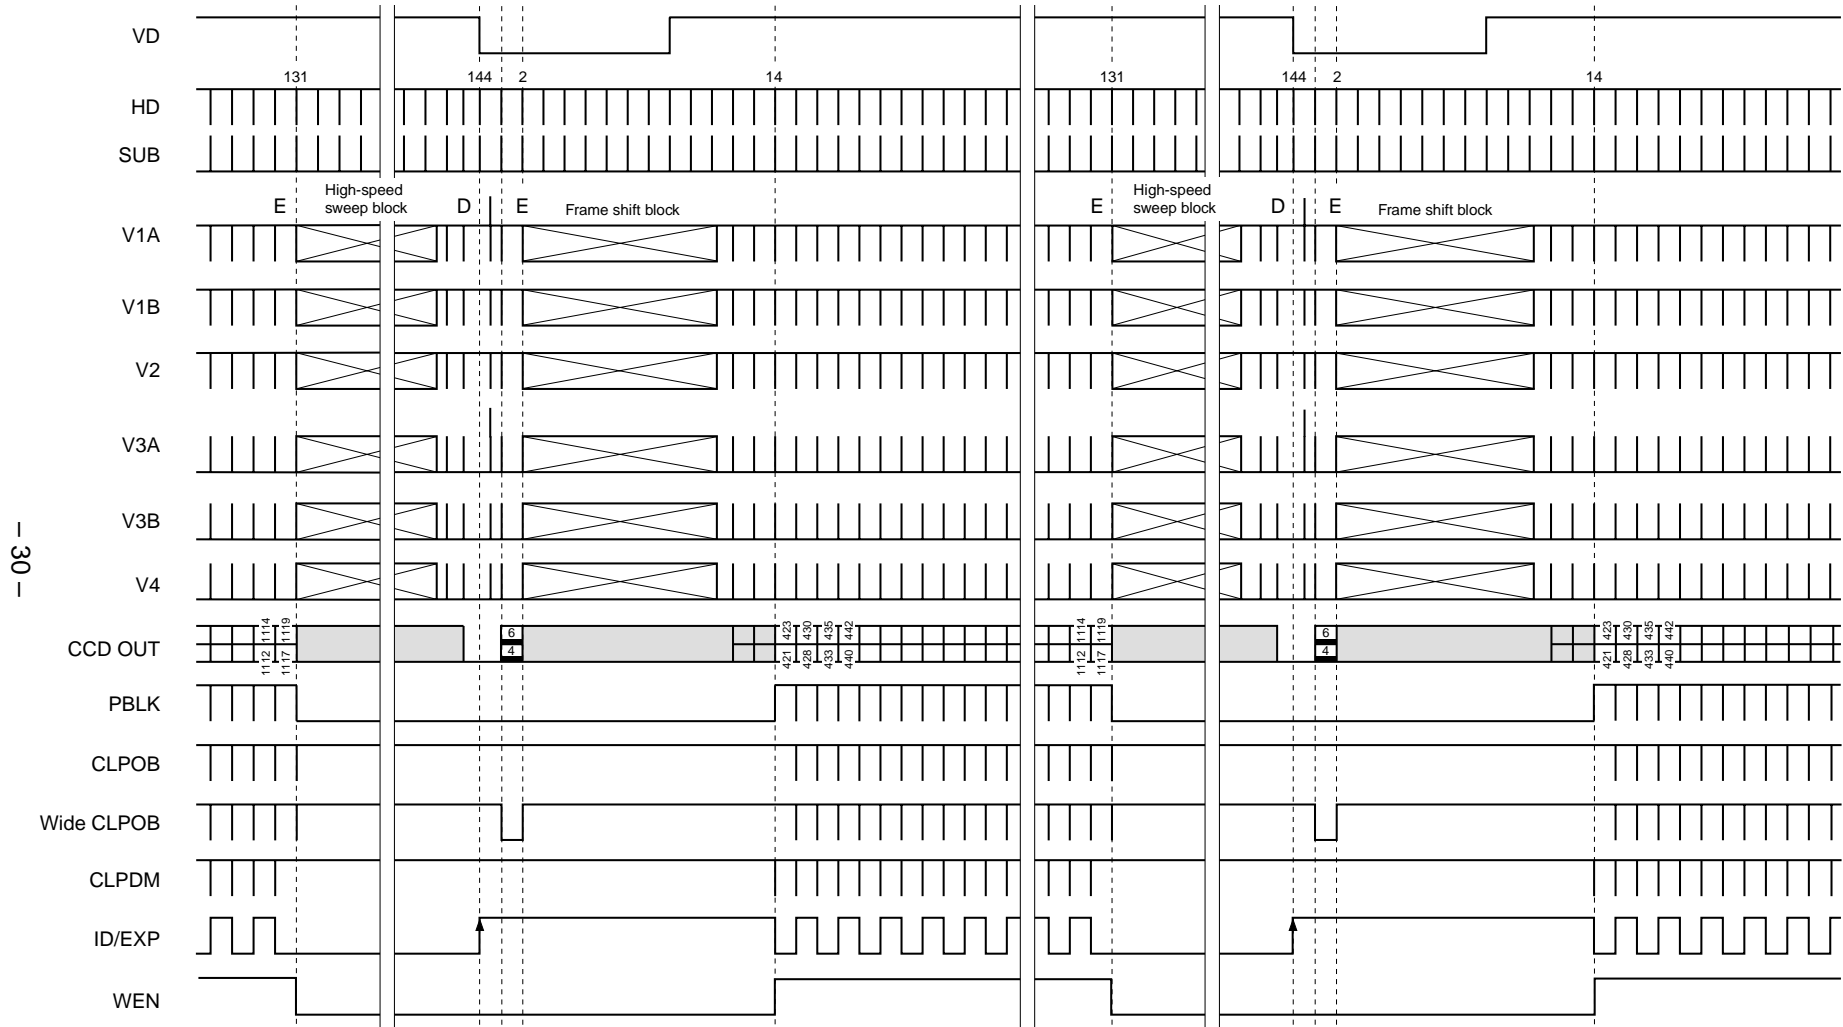 VD
131
144
2
14
131
144
2
14
HD
SUB
E
High-speed
sweep block
D
E
Frame shift block
E
High-speed
sweep block
D
E
Frame shift block
V1A
V1B
V2
V3A
V3B
– 30 –
V4
1114
1119
6
423
430
435
442
1114
1119
6
423
430
435
442
CCD OUT
1112
1117
4
421
428
433
440
1112
1117
4
421
428
433
440
PBLK
CLPOB
Wide CLPOB
CLPDM
ID/EXP
WEN